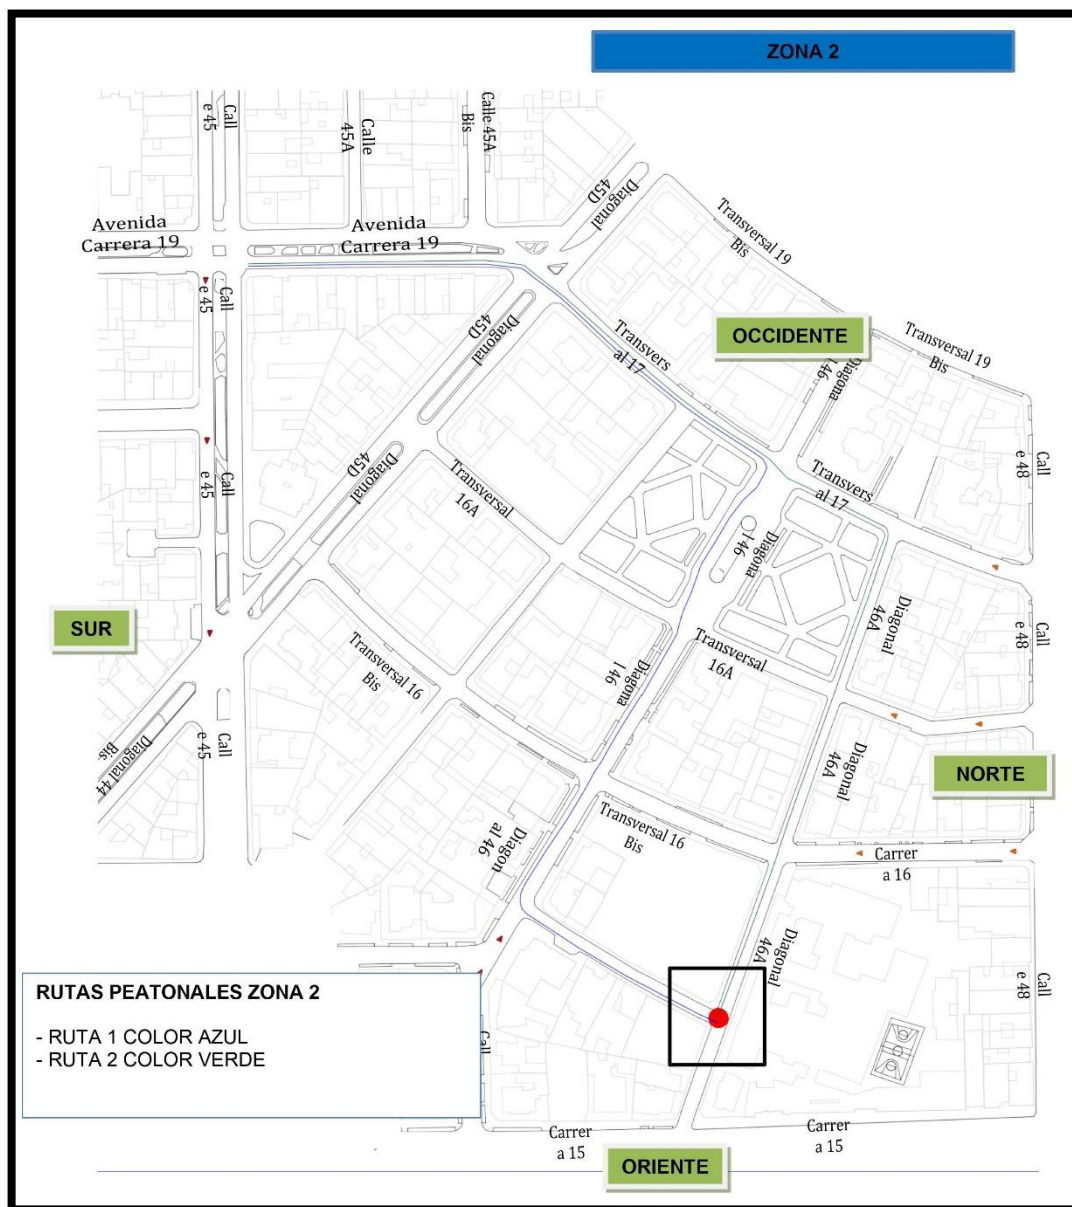 ZONA 2
Call
e 45
Calle
45A
Calle 45A
Bis
Diagonal
45D
Transversal 19
Bis
Avenida
Carrera 19
Avenida
Carrera 19
Call
e 45
Diagonal
45D
Transvers
al 17
OCCIDENTE
Transversal 19
Bis
Diagona
l 46
Call
e 48
Call
e 45
Diagonal
45D
Transversal
16A
Transvers
al 17
Diagona
l 46
SUR
Diagonal
46A
Call
e 48
Transversal 16
Bis
Diagona
l 46
Transversal
16A
Diagonal 44
Bis
Call
e 45
Diagonal
46A
NORTE
Diagon
al 46
Transversal 16
Bis
Carrer
a 16
Diagonal
46A
Call
e 48
RUTAS PEATONALES ZONA 2
- RUTA 1 COLOR AZUL
- RUTA 2 COLOR VERDE
Call
Carrer
a 15
Carrer
a 15
ORIENTE